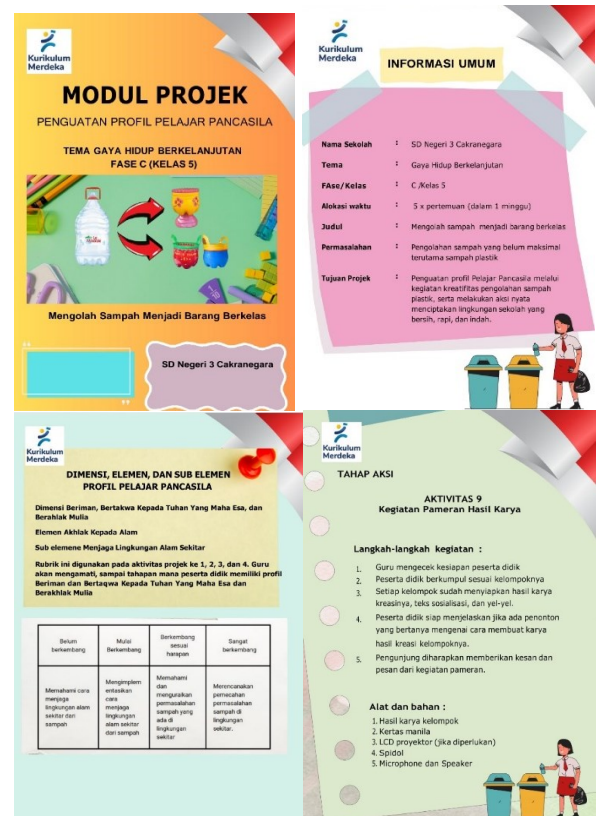 Kurikulum
Merdeka
MODUL PROJEK
PENGUATAN PROFIL PELAJAR PANCASILA
TEMA GAYA HIDUP BERKELANJUTAN
FASE C (KELAS 5)
Mengolah Sampah Menjadi Barang Berkelas
SD Negeri 3 Cakranegara
Kurikulum
Merdeka
INFORMASI UMUM
Nama Sekolah : SD Negeri 3 Cakranegara
Tema : Gaya Hidup Berkelanjutan
FAse/Kelas : C /Kelas 5
Alokasi waktu : 5 x pertemuan (dalam 1 minggu)
Judul : Mengolah sampah menjadi barang berkelas
Permasalahan : Pengolahan sampah yang belum maksimal
terutama sampah plastik
Tujuan Projek : Penguatan profil Pelajar Pancasila melalui
kegiatan kreatifitas pengolahan sampah
plastik, serta melakukan aksi nyata
menciptakan lingkungan sekolah yang
bersih, rapi, dan indah.
Kurikulum
Merdeka
DIMENSI, ELEMEN, DAN SUB ELEMEN
PROFIL PELAJAR PANCASILA
Dimensi Beriman, Bertakwa Kepada Tuhan Yang Maha Esa, dan
Berahlak Mulia
Elemen Akhlak Kepada Alam
Sub elemene Menjaga Lingkungan Alam Sekitar
Rubrik ini digunakan pada aktivitas projek ke 1, 2, 3, dan 4. Guru
akan mengamati, sampai tahapan mana peserta didik memiliki profil
Beriman dan Bertaqwa Kepada Tuhan Yang Maha Esa dan
Berakhlak Mulia
Belum
berkembang
Mulai
Berkembang
Berkembang
sesuai
harapan
Sangat
berkembang
Memahami cara
menjaga
lingkungan alam
sekitar dari
sampah
Mengimplem
entasikan
cara
menjaga
lingkungan
alam sekitar
dari sampah
Memahami
dan
menguraikan
permasalahan
sampah yang
ada di
lingkungan
sekitar
Merencanakan
pemecahan
permasalahan
sampah di
lingkungan
sekitar.
Kurikulum
Merdeka
TAHAP AKSI
AKTIVITAS 9
Kegiatan Pameran Hasil Karya
Langkah-langkah kegiatan :
1. Guru mengecek kesiapan peserta didik
2. Peserta didik berkumpul sesuai kelompoknya
3. Setiap kelompok sudah menyiapkan hasil karya
kreasinya, teks sosialisasi, dan yel-yel.
4. Peserta didik siap menjelaskan jika ada penonton
yang bertanya mengenai cara membuat karya
hasil kreasi kelompoknya.
5. Pengunjung diharapkan memberikan kesan dan
pesan dari kegiatan pameran.
Alat dan bahan :
1. Hasil karya kelompok
2. Kertas manila
3. LCD proyektor (jika diperlukan)
4. Spidol
5. Microphone dan Speaker